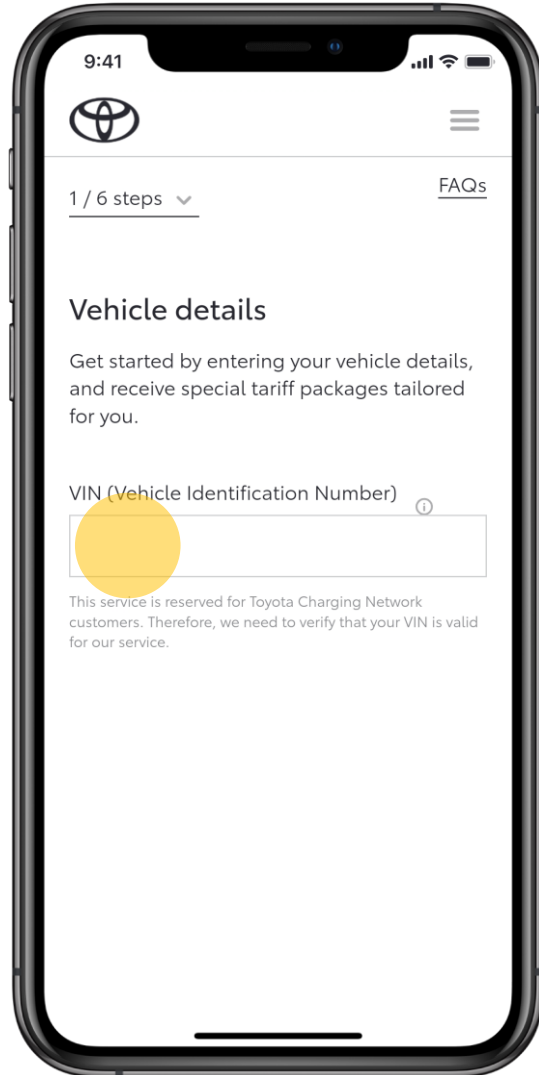 9:41
1 / 6 steps
FAQs
Vehicle details
Get started by entering your vehicle details,
and receive special tariff packages tailored
for you.
VIN (Vehicle Identification Number)
This service is reserved for Toyota Charging Network
customers. Therefore, we need to verify that your VIN is valid
for our service.